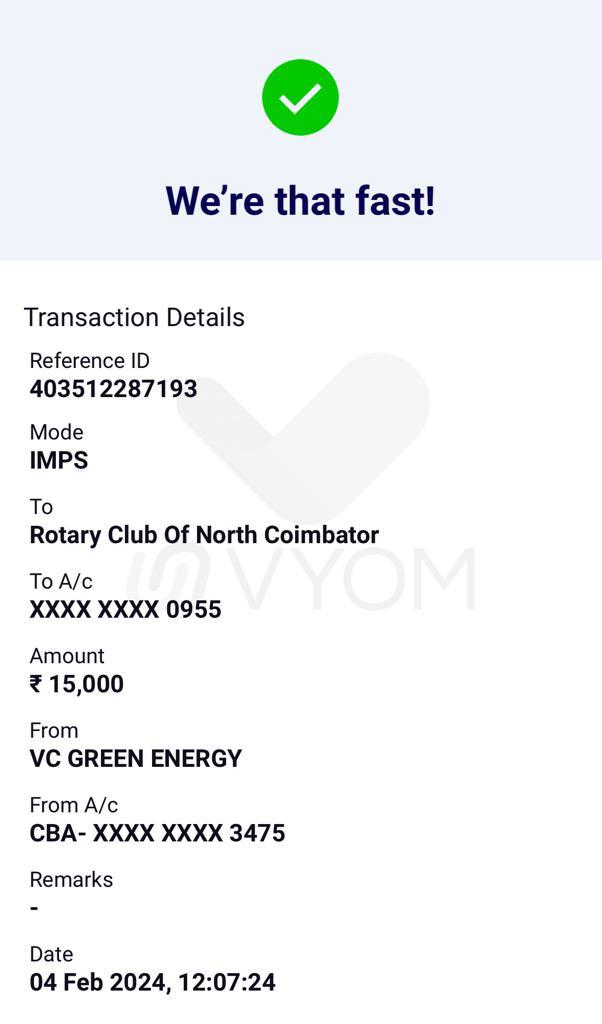 We're that fast!
Transaction Details
Reference ID
403512287193
Mode
IMPS
To
Rotary Club Of North Coimbator
VYOM
To A/c
XXXX XXXX 0955
Amount
₹ 15,000
From
VC GREEN ENERGY
From A/c
CBA- XXXX XXXX 3475
Remarks
-
Date
04 Feb 2024, 12:07:24